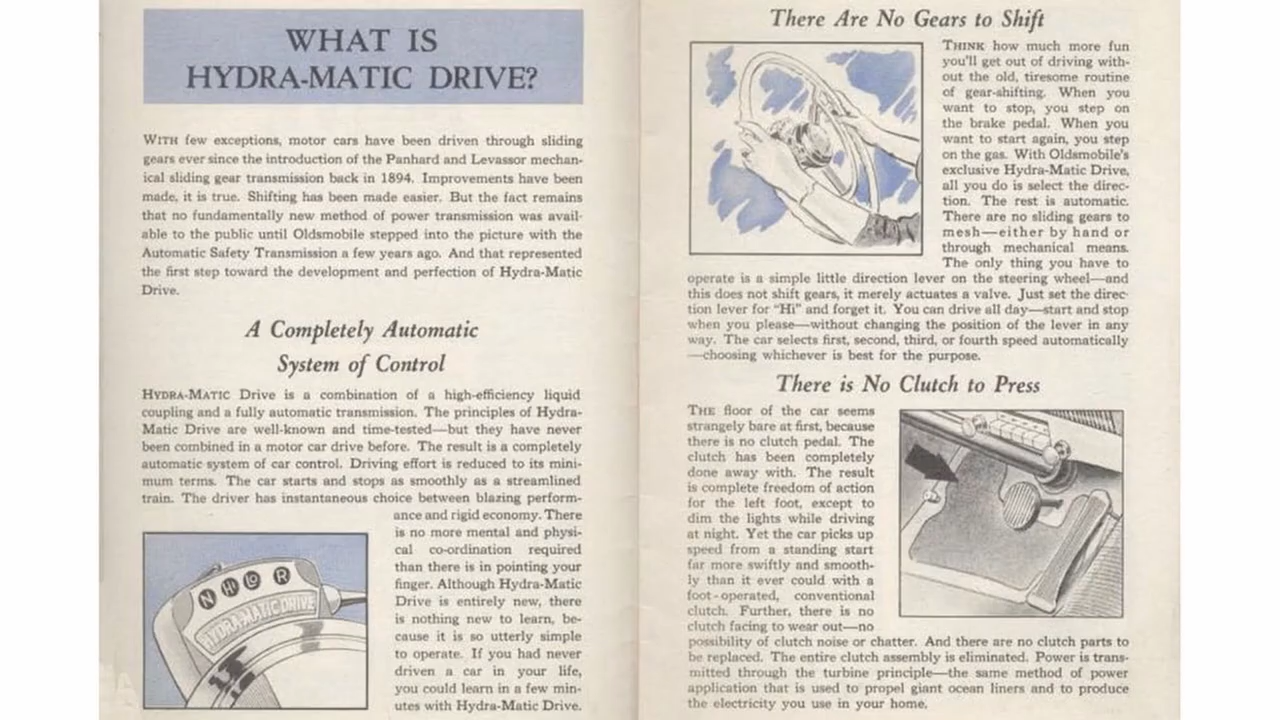 WHAT IS
HYDRA-MATIC DRIVE?
WITH few exceptions, motor cars have been driven through sliding
gears ever since the introduction of the Panhard and Levassor mechan-
ical sliding gear transmission back in 1894. Improvements have been
made, it is true. Shifting has been made easier. But the fact remains
that no fundamentally new method of power transmission was avail-
able to the public until Oldsmobile stepped into the picture with the
Automatic Safety Transmission a few years ago. And that represented
the first step toward the development and perfection of Hydra-Matic
Drive.
A Completely Automatic
System of Control
HYDRA-MATIC Drive is a combination of a high-efficiency liquid
coupling and a fully automatic transmission. The principles of Hydra-
Matic Drive are well-known and time-tested—but they have never
been combined in a motor car drive before. The result is a completely
automatic system of car control. Driving effort is reduced to its mini-
mum terms. The car starts and stops as smoothly as a streamlined
train. The driver has instantaneous choice between blazing perform-
ance and rigid economy. There
is no more mental and physi-
cal co-ordination required
than there is in pointing your
finger. Although Hydra-Matic
Drive is entirely new, there
is nothing new to learn, be-
cause it is so utterly simple
to operate. If you had never
driven a car in your life,
you could learn in a few min-
utes with Hydra-Matic Drive.
N HI LO R
HYDRA-MATIC DRIVE
There Are No Gears to Shift
THINK how much more fun
you'll get out of driving with-
out the old, tiresome routine
of gear-shifting. When you
want to stop, you step on
the brake pedal. When you
want to start again, you step
on the gas. With Oldsmobile's
exclusive Hydra-Matic Drive,
all you do is select the direc-
tion. The rest is automatic.
There are no sliding gears to
mesh—either by hand or
through mechanical means.
The only thing you have to
operate is a simple little direction lever on the steering wheel—and
this does not shift gears, it merely actuates a valve. Just set the direc-
tion lever for "Hi" and forget it. You can drive all day—start and stop
when you please—without changing the position of the lever in any
way. The car selects first, second, third, or fourth speed automatically
—choosing whichever is best for the purpose.
There is No Clutch to Press
THE floor of the car seems
strangely bare at first, because
there is no clutch pedal. The
clutch has been completely
done away with. The result
is complete freedom of action
for the left foot, except to
dim the lights while driving
at night. Yet the car picks up
speed from a standing start
far more swiftly and smooth-
ly than it ever could with a
foot-operated, conventional
clutch. Further, there is no
clutch facing to wear out—no
possibility of clutch noise or chatter. And there are no clutch parts to
be replaced. The entire clutch assembly is eliminated. Power is trans-
mitted through the turbine principle—the same method of power
application that is used to propel giant ocean liners and to produce
the electricity you use in your home.